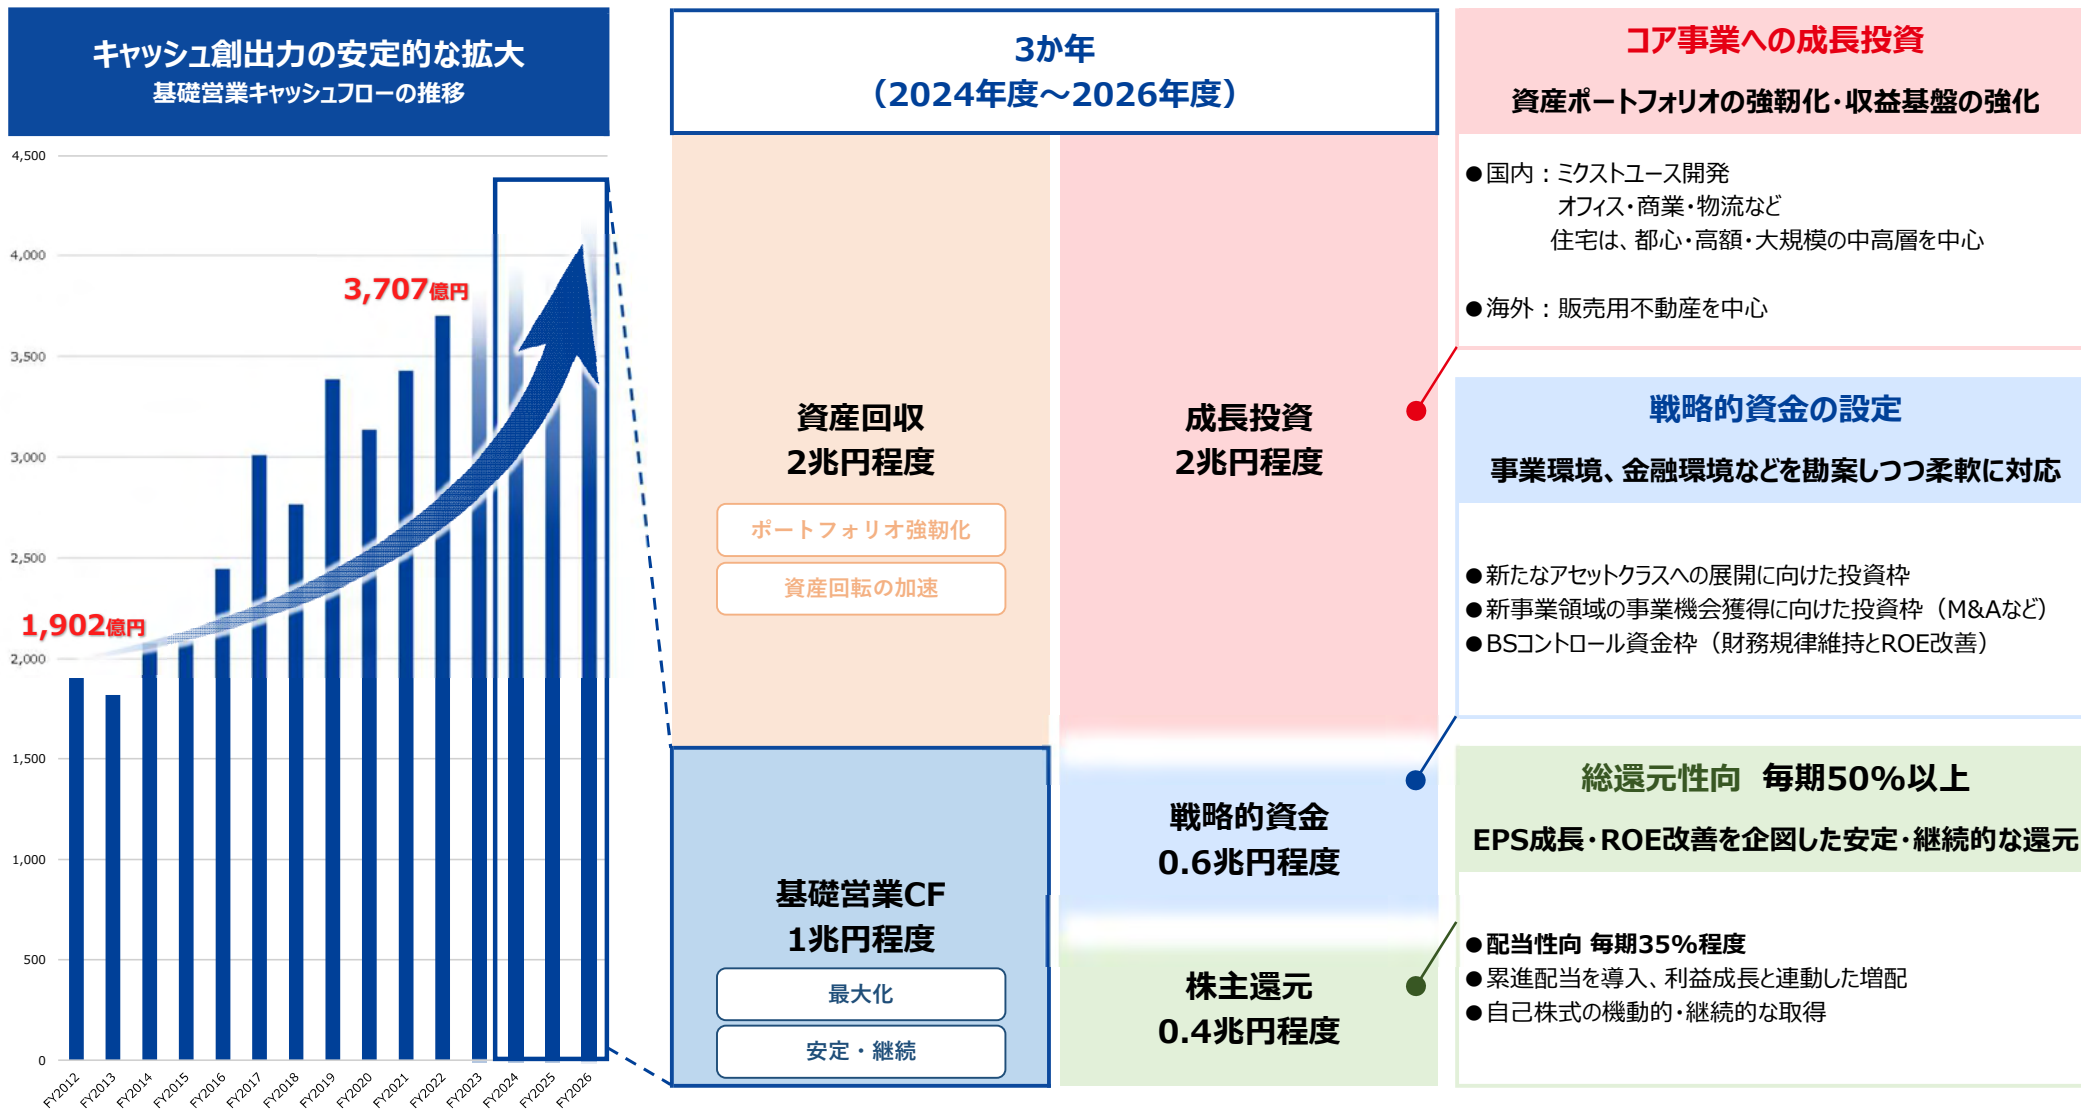 キャッシュ創出力の安定的な拡大
基礎営業キャッシュフローの推移
4,500
4,000
3,500
3,000
2,500
2,000
1,500
1,000
500
0
3,707億円
1,902億円
FY2012
FY2013
FY2014
FY2015
FY2016
FY2017
FY2018
FY2019
FY2020
FY2021
FY2022
FY2023
FY2024
FY2025
FY2026
3か年
（2024年度～2026年度）
資産回収
2兆円程度
ポートフォリオ強靭化
資産回転の加速
基礎営業CF
1兆円程度
最大化
安定・継続
成長投資
2兆円程度
戦略的資金
0.6兆円程度
株主還元
0.4兆円程度
コア事業への成長投資
資産ポートフォリオの強靭化・収益基盤の強化
●国内：ミクストユース開発
オフィス・商業・物流など
住宅は、都心・高額・大規模の中高層を中心
●海外：販売用不動産を中心
戦略的資金の設定
事業環境、金融環境などを勘案しつつ柔軟に対応
●新たなアセットクラスへの展開に向けた投資枠
●新事業領域の事業機会獲得に向けた投資枠（M&Aなど）
●BSコントロール資金枠（財務規律維持とROE改善）
総還元性向 毎期50%以上
EPS成長・ROE改善を企図した安定・継続的な還元
●配当性向 毎期35%程度
●累進配当を導入、利益成長と連動した増配
●自己株式の機動的・継続的な取得